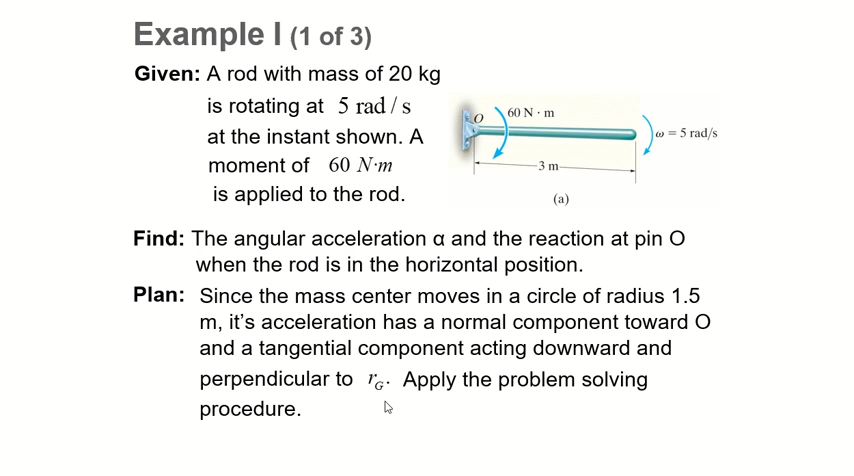 Example I (1 of 3)
Given: A rod with mass of 20 kg
is rotating at 5 rad / s
at the instant shown. A
moment of 60 N·m
is applied to the rod.
O
60 N · m
ω = 5 rad/s
3 m
(a)
Find: The angular acceleration α and the reaction at pin O
when the rod is in the horizontal position.
Plan: Since the mass center moves in a circle of radius 1.5
m, it’s acceleration has a normal component toward O
and a tangential component acting downward and
perpendicular to r_G. Apply the problem solving
procedure.